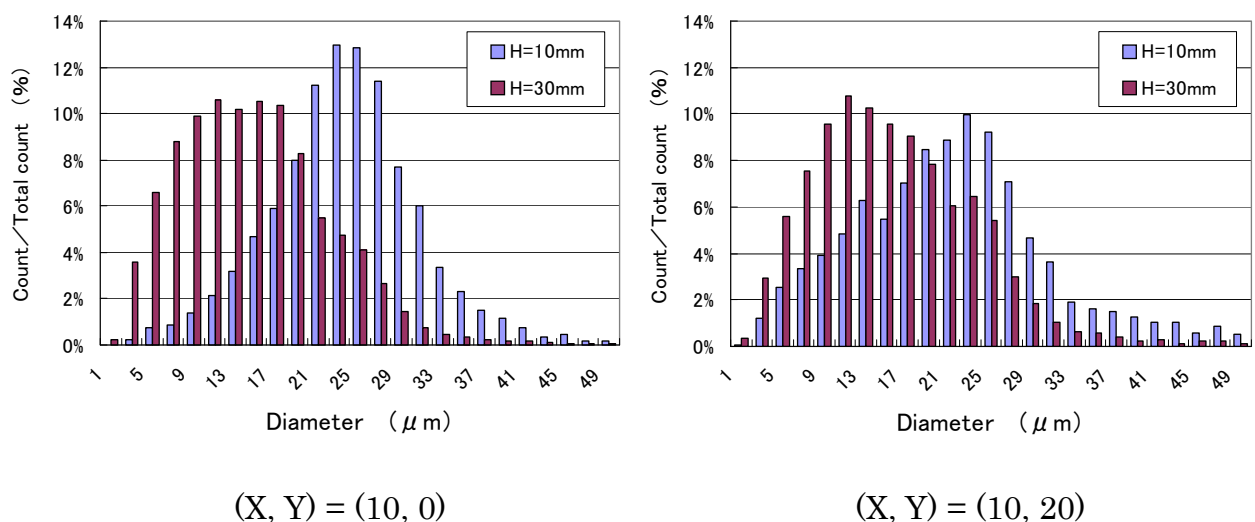 14%
12%
10%
8%
6%
4%
2%
0%
Count／Total count （%）
H=10mm
H=30mm
1 5 9 13 17 21 25 29 33 37 41 45 49
Diameter （μm）
(X, Y) = (10, 0)
14%
12%
10%
8%
6%
4%
2%
0%
Count／Total count （%）
H=10mm
H=30mm
1 5 9 13 17 21 25 29 33 37 41 45 49
Diameter （μm）
(X, Y) = (10, 20)